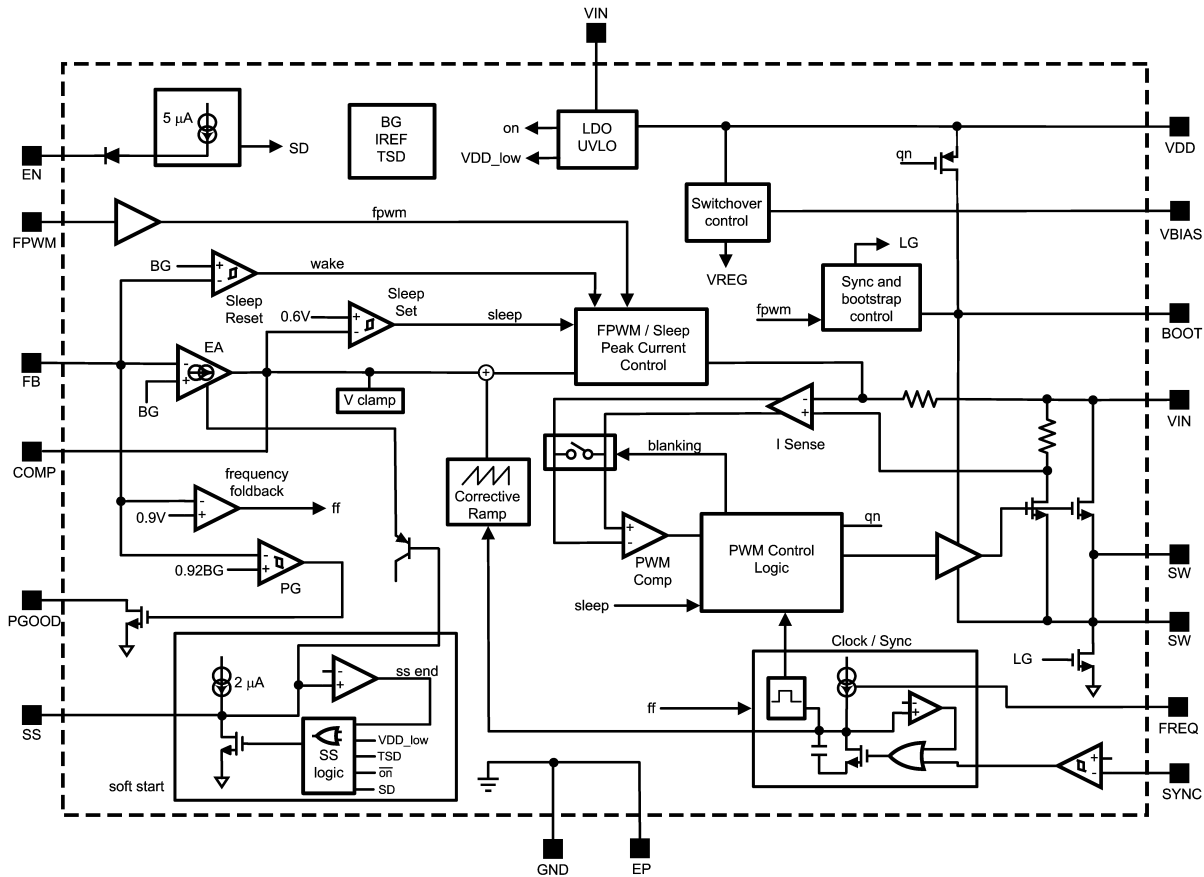 VIN
5 μA
SD
EN
BG
IREF
TSD
on
VDD_low
LDO
UVLO
VDD
qn
FPWM
fpwm
Switchover
control
VREG
VBIAS
LG
BG
+
-
wake
Sleep
Reset
Sleep
Set
0.6V
+
-
sleep
FPWM / Sleep
Peak Current
Control
fpwm
Sync and
bootstrap
control
BOOT
FB
EA
-
+
BG
V clamp
+
COMP
-
+
I Sense
VIN
blanking
frequency
foldback
-
+
0.9V
ff
Corrective
Ramp
+
-
PWM
Comp
PWM Control
Logic
qn
SW
-
+
0.92BG
PG
PGOOD
sleep
SW
LG
Clock / Sync
2 μA
-
+
ss end
SS
SS
logic
VDD_low
TSD
on
SD
soft start
ff
-
+
FREQ
+
-
SYNC
GND
EP